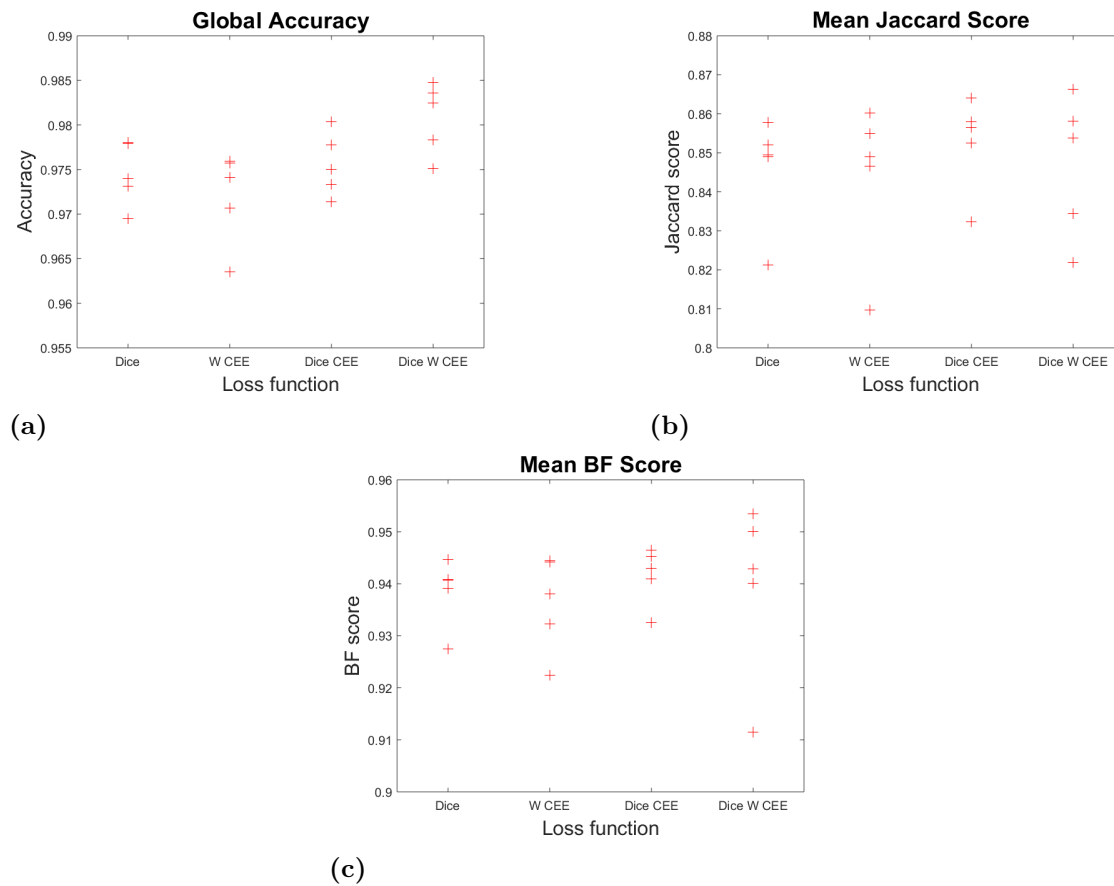 Global Accuracy
0.99
0.985
0.98
0.975
0.97
0.965
0.96
0.955
Accuracy
Dice W CEE Dice CEE Dice W CEE
Loss function
(a)
Mean Jaccard Score
0.88
0.87
0.86
0.85
0.84
0.83
0.82
0.81
0.8
Jaccard score
Dice W CEE Dice CEE Dice W CEE
Loss function
(b)
Mean BF Score
0.96
0.95
0.94
0.93
0.92
0.91
0.9
BF score
Dice W CEE Dice CEE Dice W CEE
Loss function
(c)